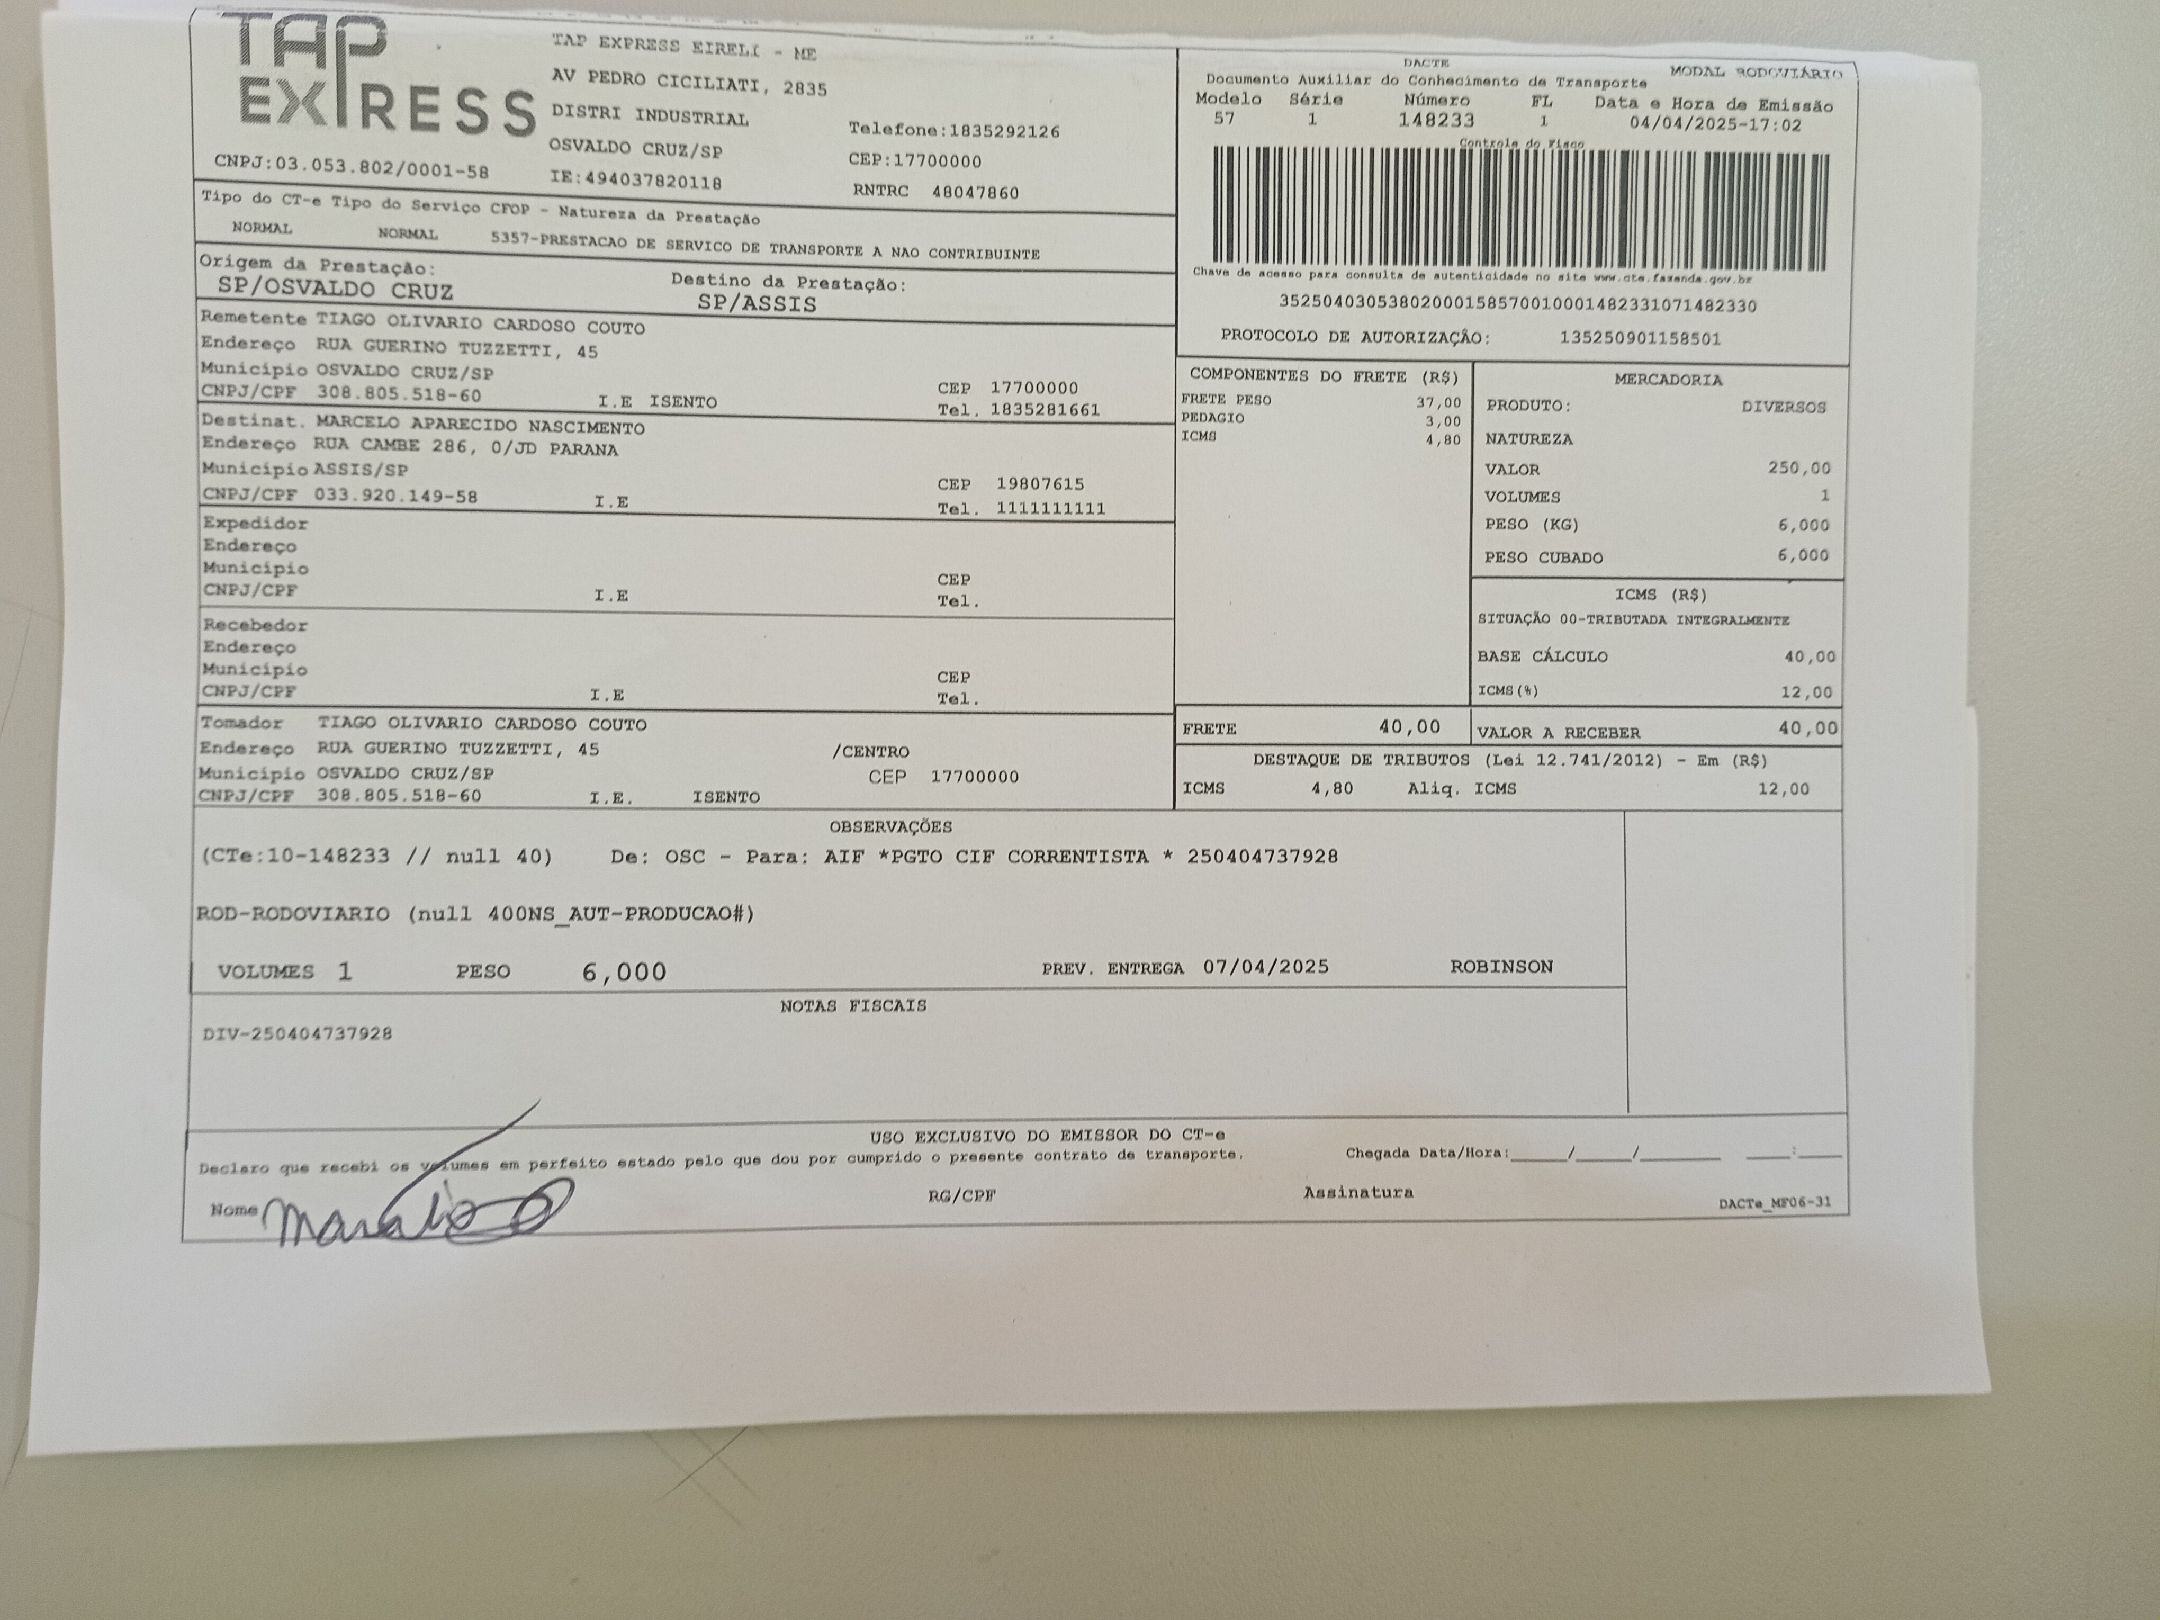 TAP EXPRESS
TAP EXPRESS EIRELI - ME
AV PEDRO CICILIATI, 2835
DISTRI INDUSTRIAL
Telefone:1835292126
OSVALDO CRUZ/SP
CEP:17700000
CNPJ:03.053.802/0001-58
IE:494037820118
RNTRC 48047860
DACTE
MODAL RODOVIÁRIO
Documento Auxiliar do Conhecimento de Transporte
Modelo Série Número FL Data e Hora de Emissão
57 1 148233 1 04/04/2025-17:02
Controle do Fisco
Chave de acesso para consulta de autenticidade no site www.cte.fazenda.gov.br
35250403053802000158570010001482331071482330
PROTOCOLO DE AUTORIZAÇÃO: 135250901158501
Tipo do CT-e Tipo do Serviço CFOP - Natureza da Prestação
NORMAL NORMAL 5357-PRESTACAO DE SERVICO DE TRANSPORTE A NAO CONTRIBUINTE
Origem da Prestação: Destino da Prestação:
SP/OSVALDO CRUZ SP/ASSIS
Remetente TIAGO OLIVARIO CARDOSO COUTO
Endereço RUA GUERINO TUZZETTI, 45
Município OSVALDO CRUZ/SP CEP 17700000
CNPJ/CPF 308.805.518-60 I.E ISENTO Tel. 1835281661
Destinat. MARCELO APARECIDO NASCIMENTO
Endereço RUA CAMBE 286, 0/JD PARANA
Município ASSIS/SP CEP 19807615
CNPJ/CPF 033.920.149-58 I.E Tel. 1111111111
Expedidor
Endereço
Município CEP
CNPJ/CPF I.E Tel.
Recebedor
Endereço
Município CEP
CNPJ/CPF I.E Tel.
Tomador TIAGO OLIVARIO CARDOSO COUTO
Endereço RUA GUERINO TUZZETTI, 45 /CENTRO
Município OSVALDO CRUZ/SP CEP 17700000
CNPJ/CPF 308.805.518-60 I.E. ISENTO
COMPONENTES DO FRETE (R$)
FRETE PESO 37,00
PEDAGIO 3,00
ICMS 4,80
MERCADORIA
PRODUTO: DIVERSOS
NATUREZA
VALOR 250,00
VOLUMES 1
PESO (KG) 6,000
PESO CUBADO 6,000
ICMS (R$)
SITUAÇÃO 00-TRIBUTADA INTEGRALMENTE
BASE CÁLCULO 40,00
ICMS(%) 12,00
FRETE 40,00 VALOR A RECEBER 40,00
DESTAQUE DE TRIBUTOS (Lei 12.741/2012) - Em (R$)
ICMS 4,80 Aliq. ICMS 12,00
OBSERVAÇÕES
(CTe:10-148233 // null 40) De: OSC - Para: AIF *PGTO CIF CORRENTISTA * 250404737928
ROD-RODOVIARIO (null 400NS_AUT-PRODUCAO#)
VOLUMES 1 PESO 6,000 PREV. ENTREGA 07/04/2025 ROBINSON
NOTAS FISCAIS
DIV-250404737928
USO EXCLUSIVO DO EMISSOR DO CT-e
Declaro que recebi os volumes em perfeito estado pelo que dou por cumprido o presente contrato de transporte. Chegada Data/Hora:_____/_____/_______ ____:____
Nome RG/CPF Assinatura DACTe_MF06-31